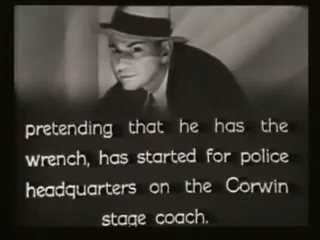 pretending that he has the
wrench, has started for police
headquarters on the Corwin
stage coach.